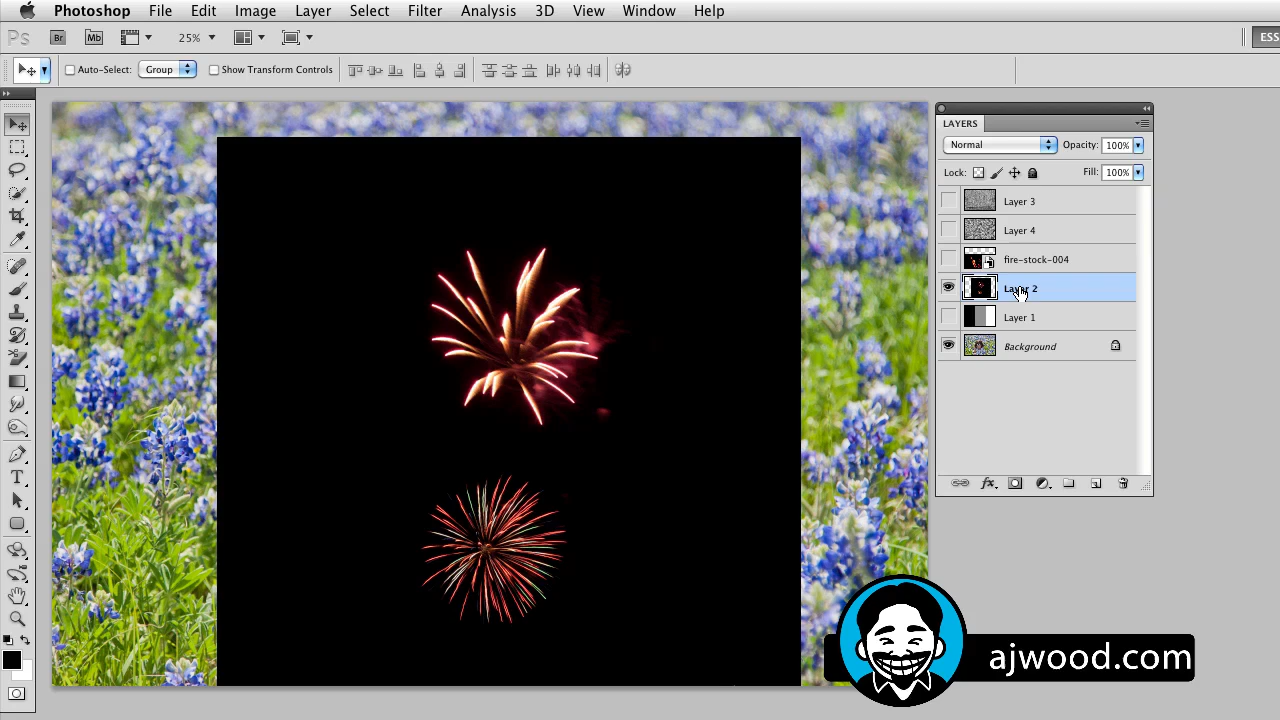 Photoshop File Edit Image Layer Select Filter Analysis 3D View Window Help
Ps Br Mb 25% ESS
Auto-Select: Group Show Transform Controls
LAYERS
Normal Opacity: 100%
Lock: Fill: 100%
Layer 3
Layer 4
fire-stock-004
Layer 2
Layer 1
Background
fx
T
ajwood.com